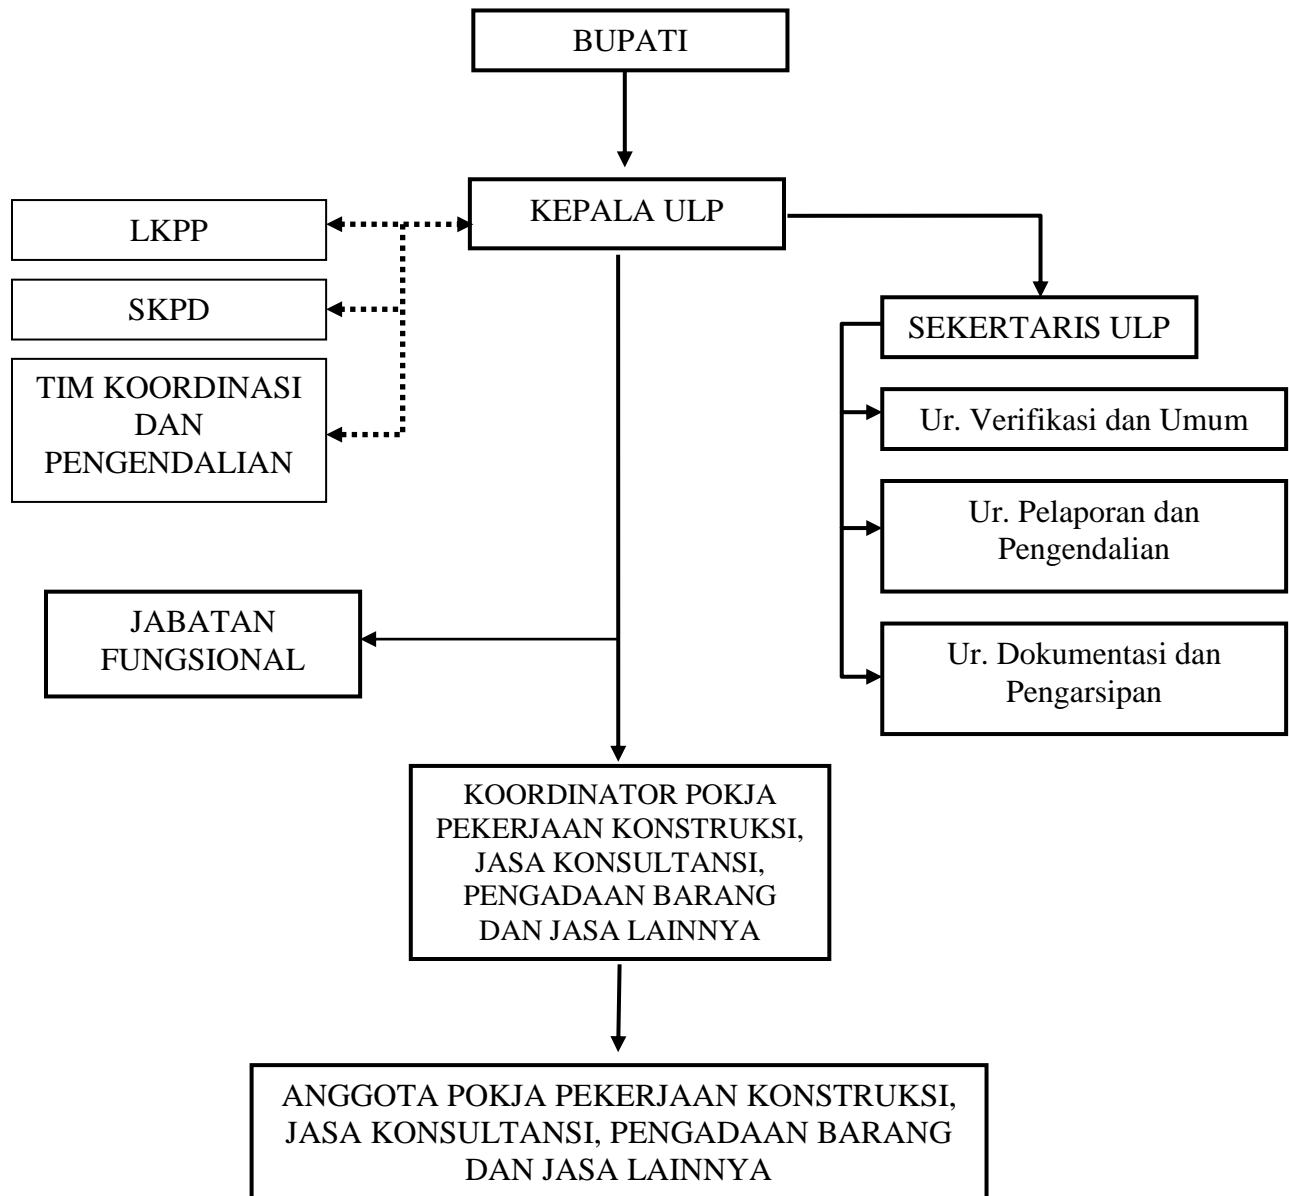 BUPATI
KEPALA ULP
LKPP
SKPD
TIM KOORDINASI
DAN
PENGENDALIAN
SEKERTARIS ULP
Ur. Verifikasi dan Umum
Ur. Pelaporan dan
Pengendalian
Ur. Dokumentasi dan
Pengarsipan
JABATAN
FUNGSIONAL
KOORDINATOR POKJA
PEKERJAAN KONSTRUKSI,
JASA KONSULTANSI,
PENGADAAN BARANG
DAN JASA LAINNYA
ANGGOTA POKJA PEKERJAAN KONSTRUKSI,
JASA KONSULTANSI, PENGADAAN BARANG
DAN JASA LAINNYA